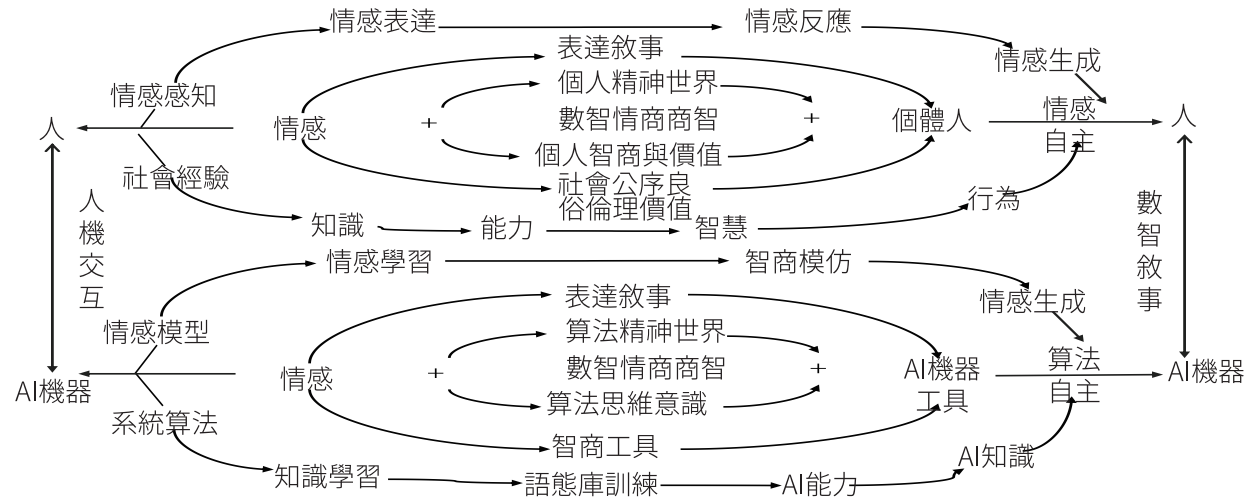 情感表達
情感反應
表達敘事
情感生成
個人精神世界
情感感知
人
情感
+
數智情商商智
+
個體人
情感
自主
人
個人智商與價值
社會經驗
社會公序良
俗倫理價值
行為
知識
能力
智慧
人機交互
數智敘事
情感學習
智商模仿
表達敘事
情感生成
情感模型
算法精神世界
AI機器
情感
+
數智情商商智
+
AI機器
工具
算法
自主
AI機器
算法思維意識
系統算法
智商工具
AI知識
知識學習
語態庫訓練
AI能力